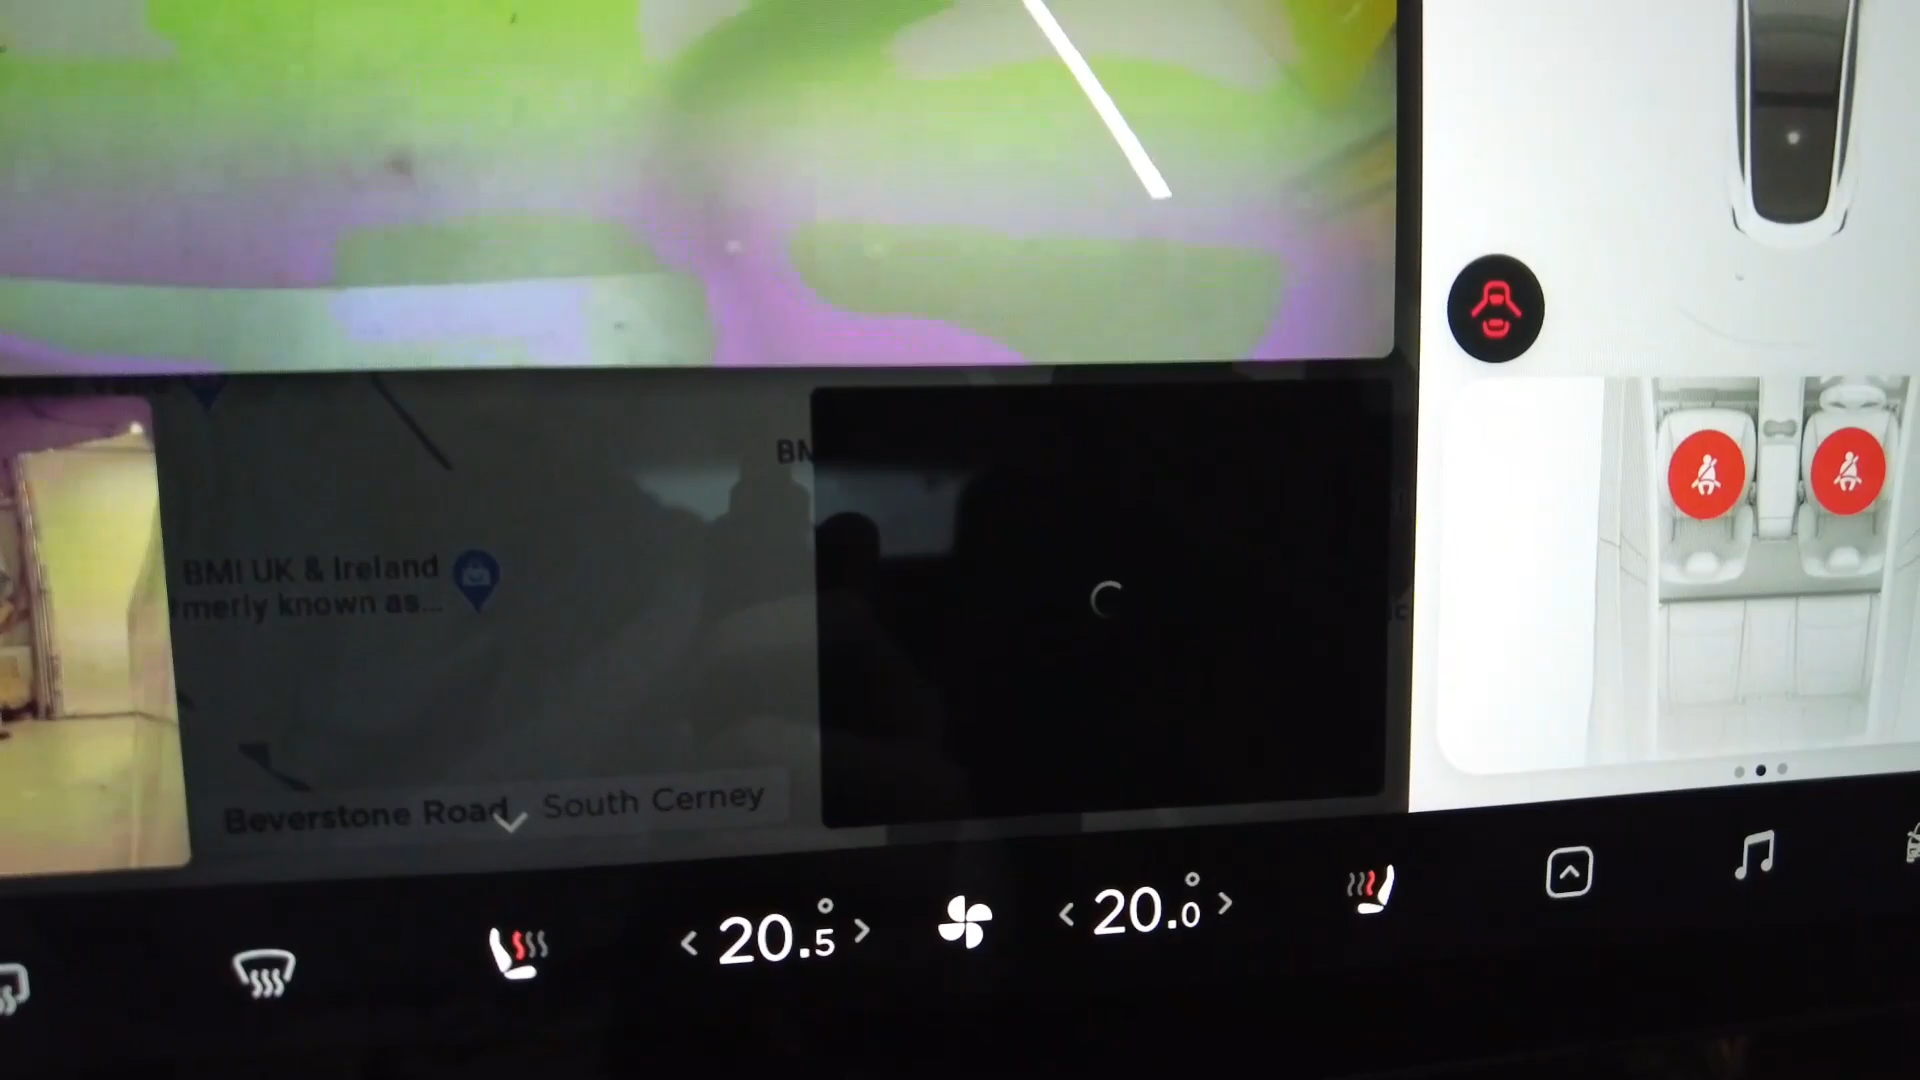 BM
BMI UK & Ireland
merly known as...
Beverstone Road
South Cerney
20.5°
20.0°